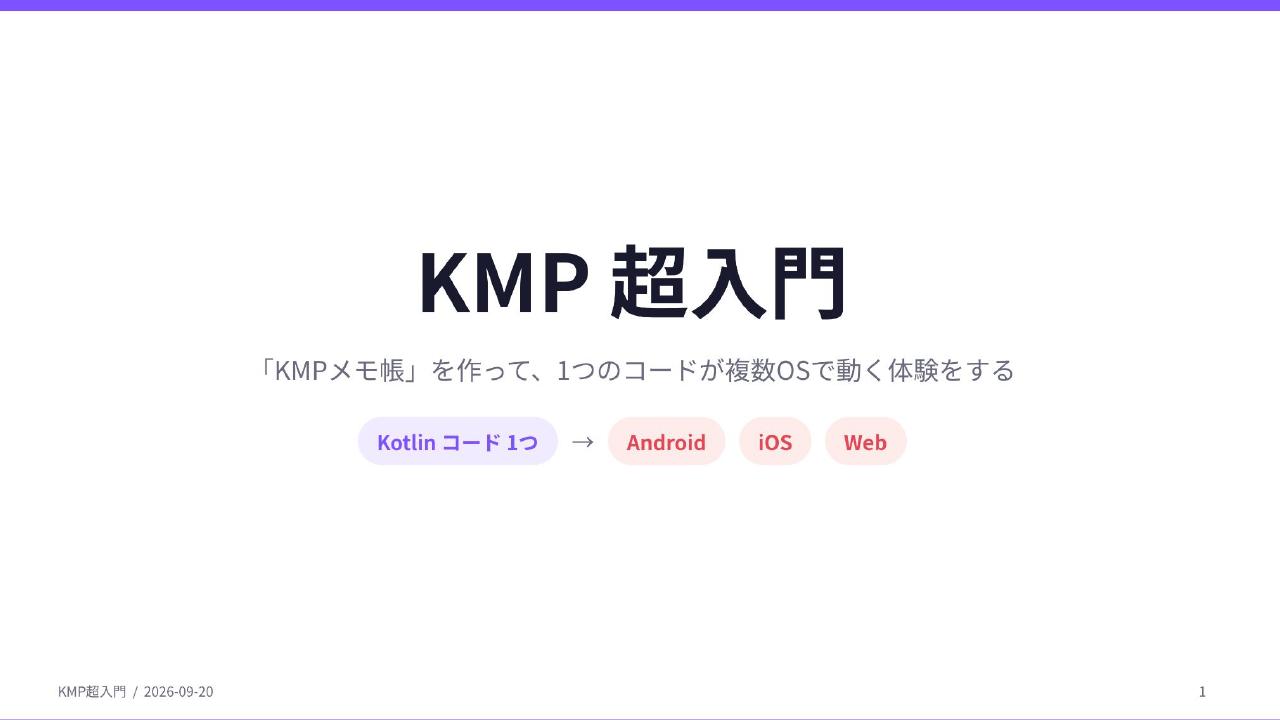 KMP 超入門
「KMPメモ帳」を作って、1つのコードが複数OSで動く体験をする
Kotlin コード 1つ → Android iOS Web
KMP超入門 / 2026-09-20
1